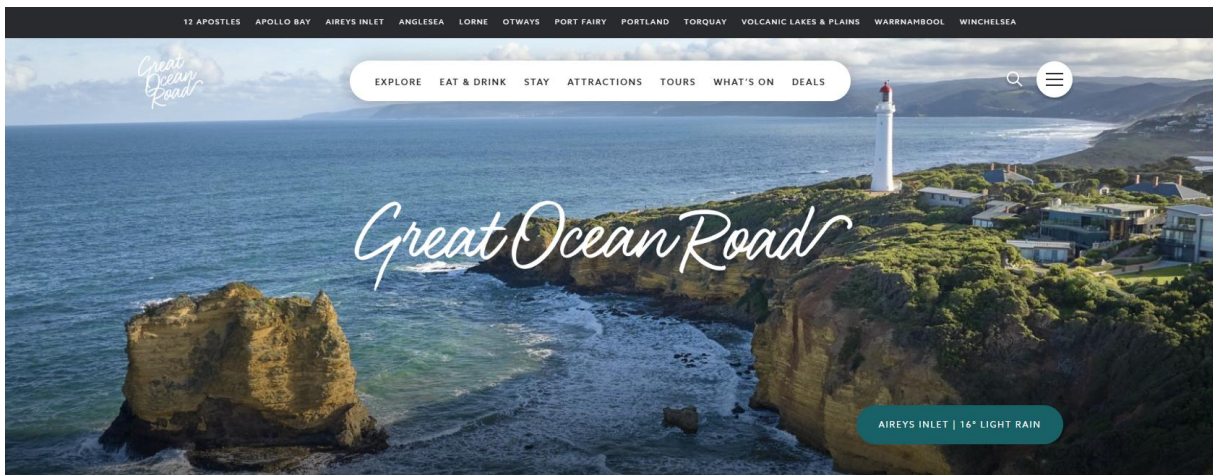 12 APOSTLES APOLLO BAY AIREYS INLET ANGLESEA LORNE OTWAYS PORT FAIRY PORTLAND TORQUAY VOLCANIC LAKES & PLAINS WARRNAMBOOL WINCHELSEA
Great
Ocean
Road
EXPLORE EAT & DRINK STAY ATTRACTIONS TOURS WHAT'S ON DEALS
Great Ocean Road
AIREYS INLET | 16° LIGHT RAIN